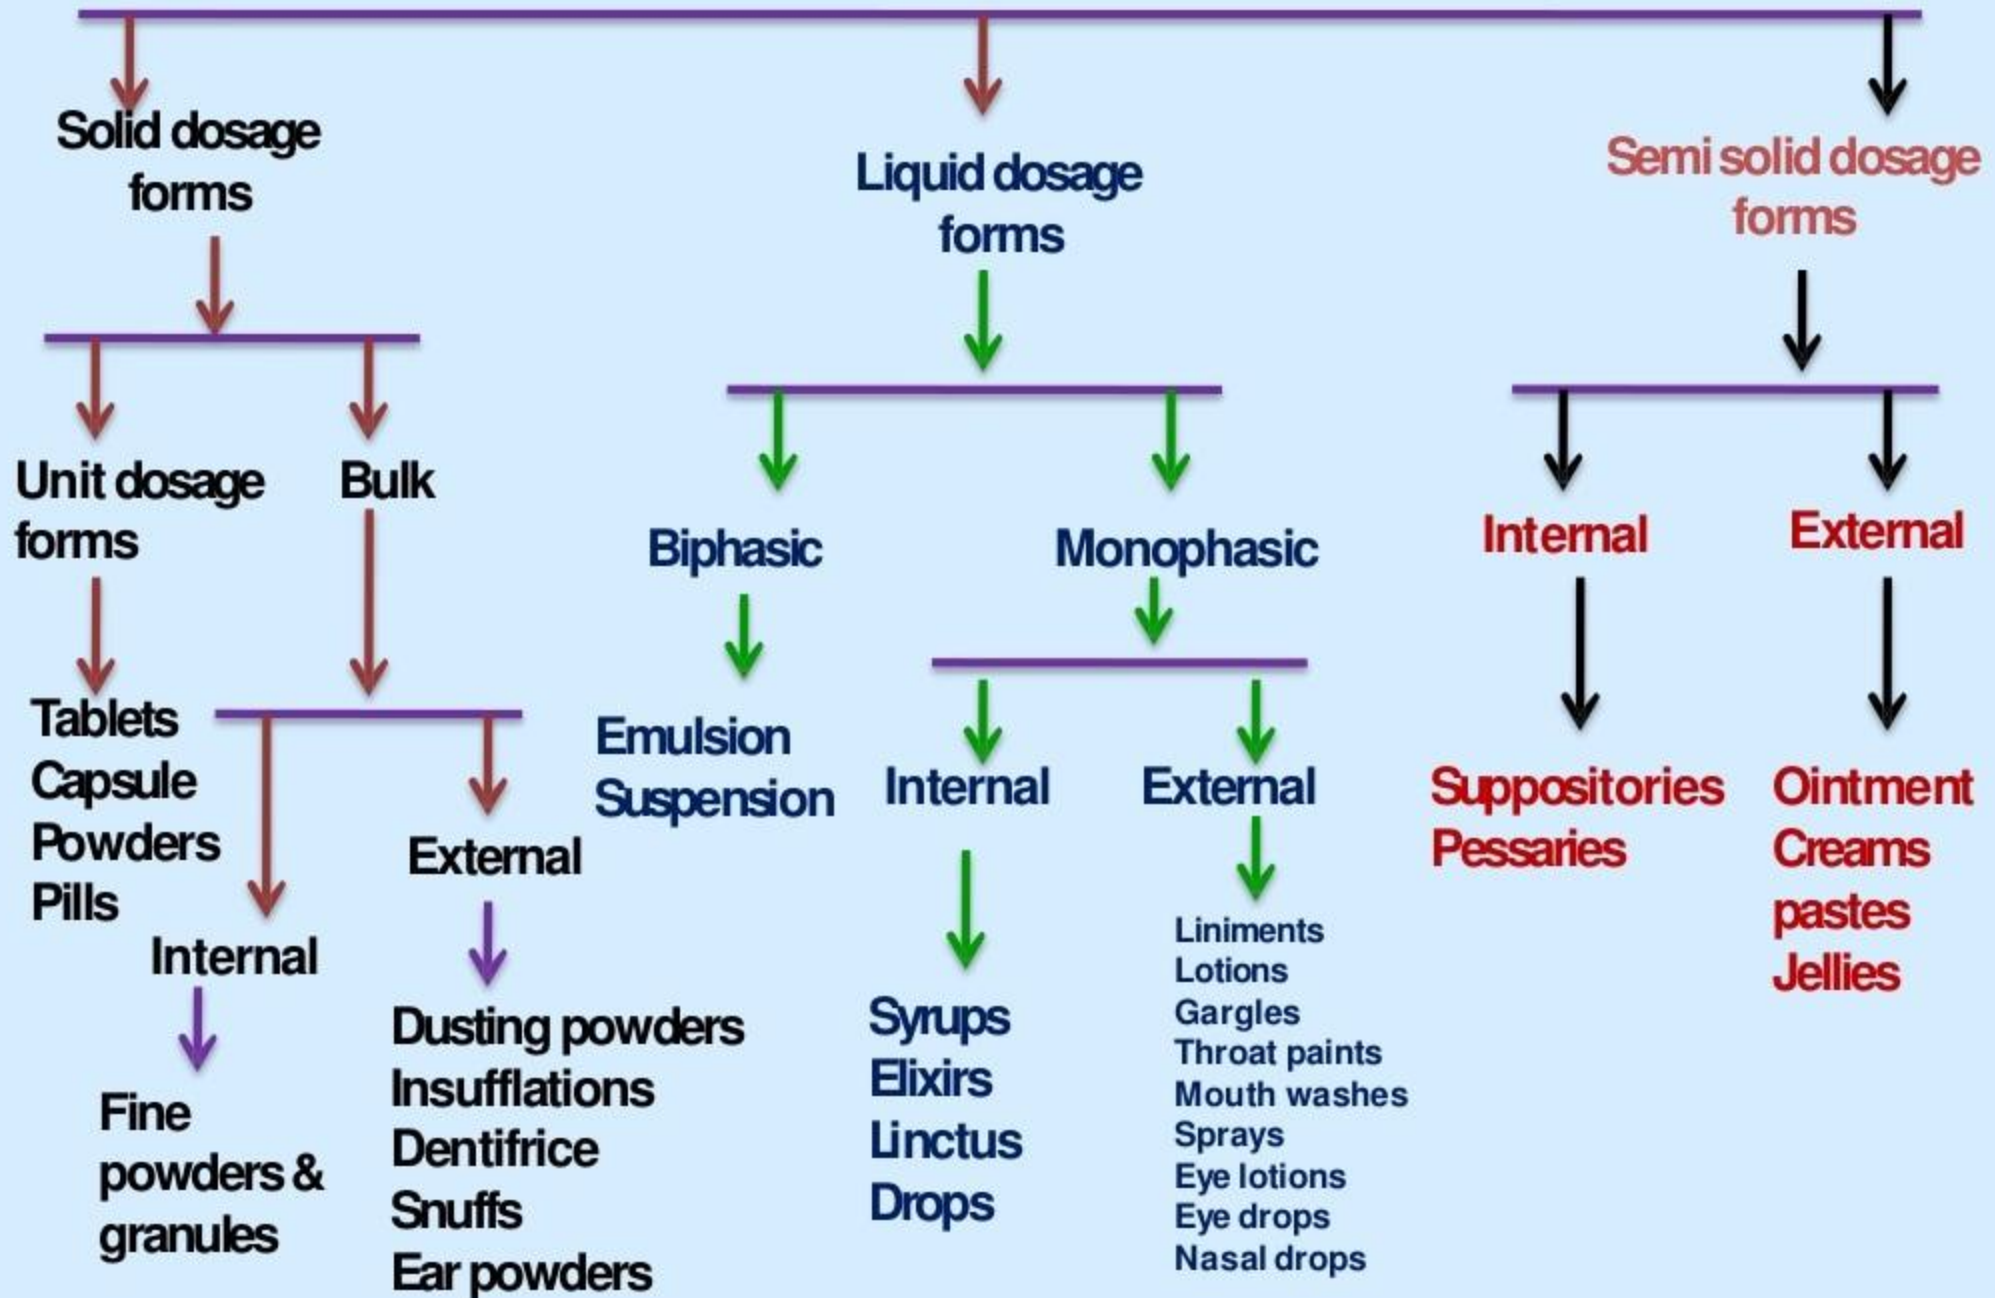 Solid dosage
forms
Liquid dosage
forms
Semi solid dosage
forms
Unit dosage
forms
Bulk
Biphasic
Monophasic
Internal
External
Tablets
Capsule
Powders
Pills
Internal
External
Emulsion
Suspension
Internal
External
Suppositories
Pessaries
Ointment
Creams
pastes
Jellies
Fine
powders &
granules
Dusting powders
Insufflations
Dentifrice
Snuffs
Ear powders
Syrups
Elixirs
Linctus
Drops
Liniments
Lotions
Gargles
Throat paints
Mouth washes
Sprays
Eye lotions
Eye drops
Nasal drops